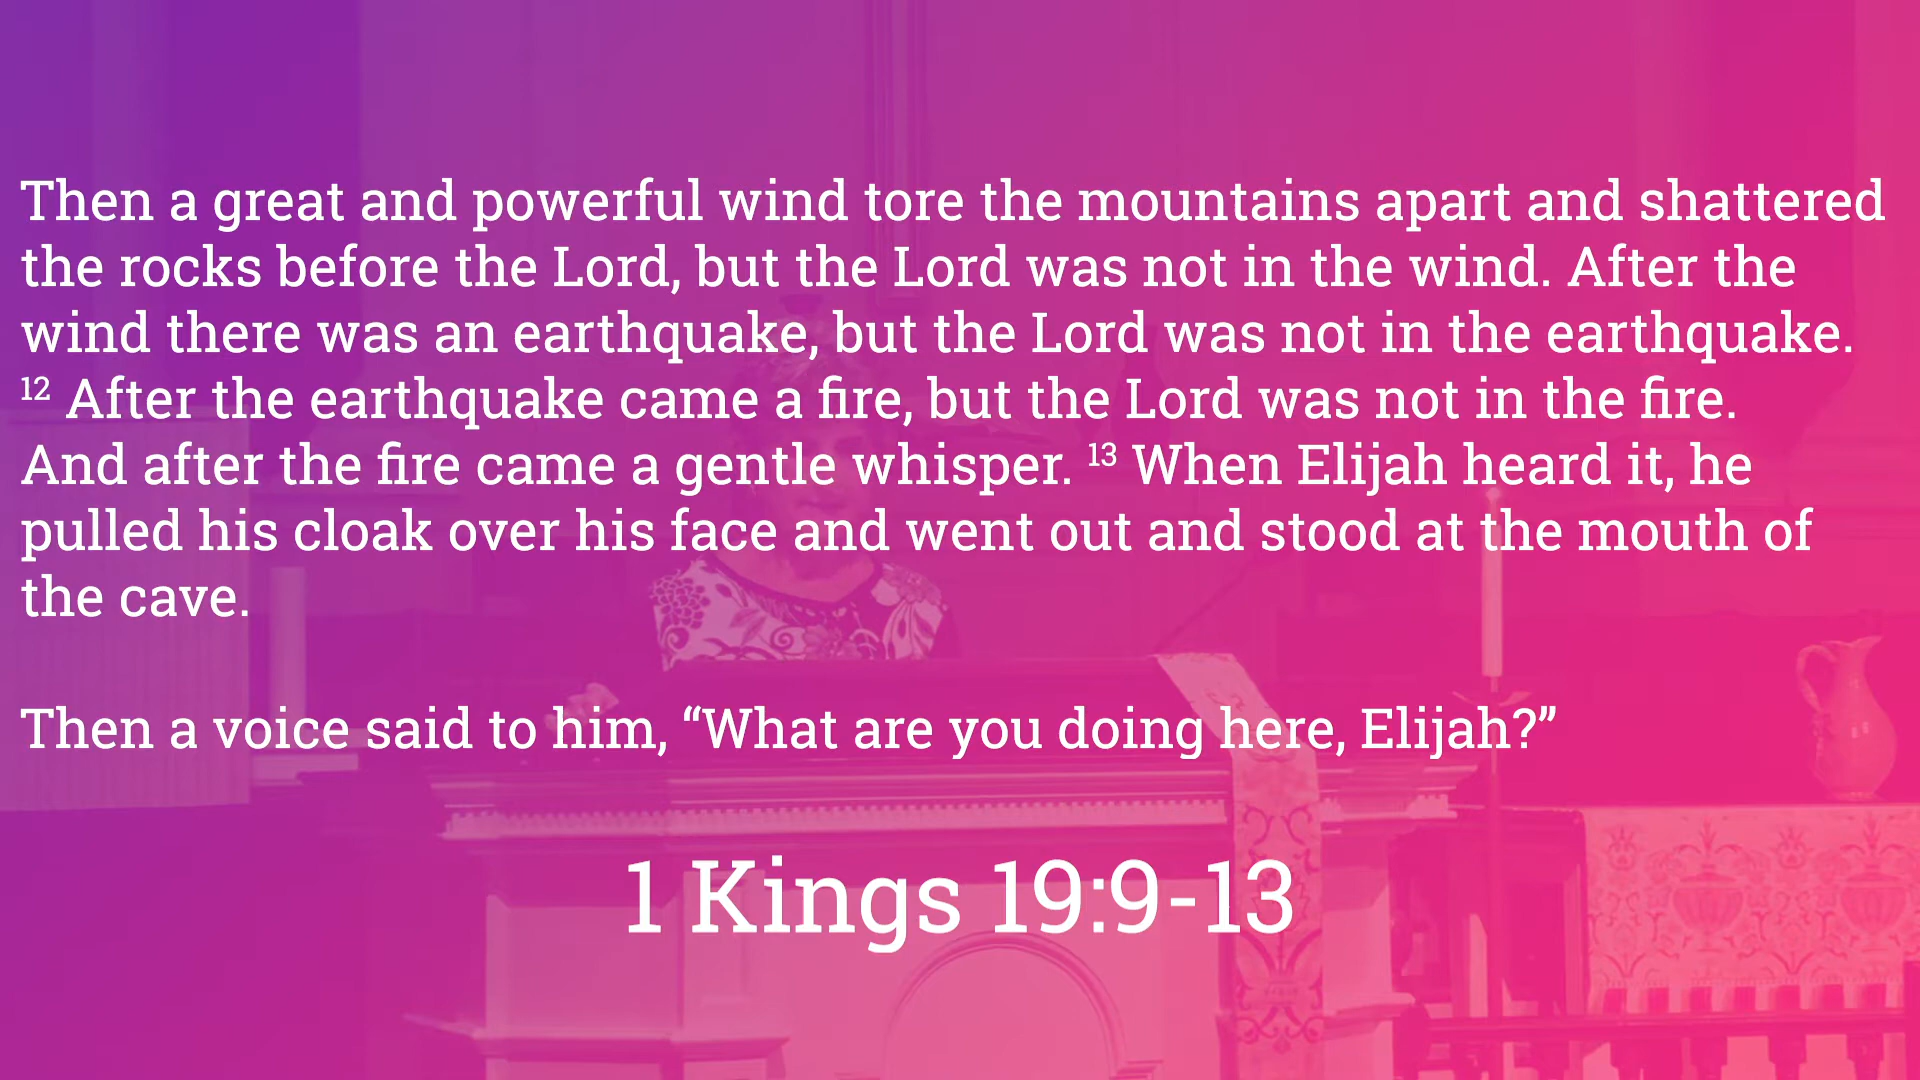 Then a great and powerful wind tore the mountains apart and shattered
the rocks before the Lord, but the Lord was not in the wind. After the
wind there was an earthquake, but the Lord was not in the earthquake.
12 After the earthquake came a fire, but the Lord was not in the fire.
And after the fire came a gentle whisper. 13 When Elijah heard it, he
pulled his cloak over his face and went out and stood at the mouth of
the cave.
Then a voice said to him, “What are you doing here, Elijah?”
1 Kings 19:9-13